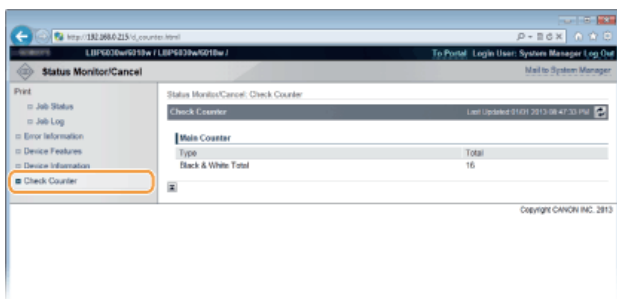 http://192.168.0.215/d_counter.html
LBP6030w/6018w / LBP6030w/6018w /
To Portal Login User: System Manager Log Out
Status Monitor/Cancel
Mail to System Manager
Print
Job Status
Job Log
Error Information
Device Features
Device Information
Check Counter
Status Monitor/Cancel: Check Counter
Check Counter
Last Updated 01/01 2013 08:47:33 PM
Main Counter
Type Total
Black & White Total 16
Copyright CANON INC. 2013